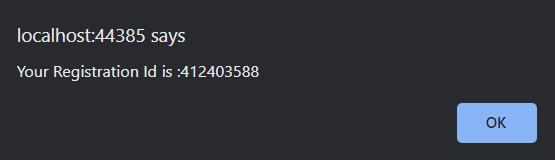 localhost:44385 says
Your Registration Id is :412403588
OK